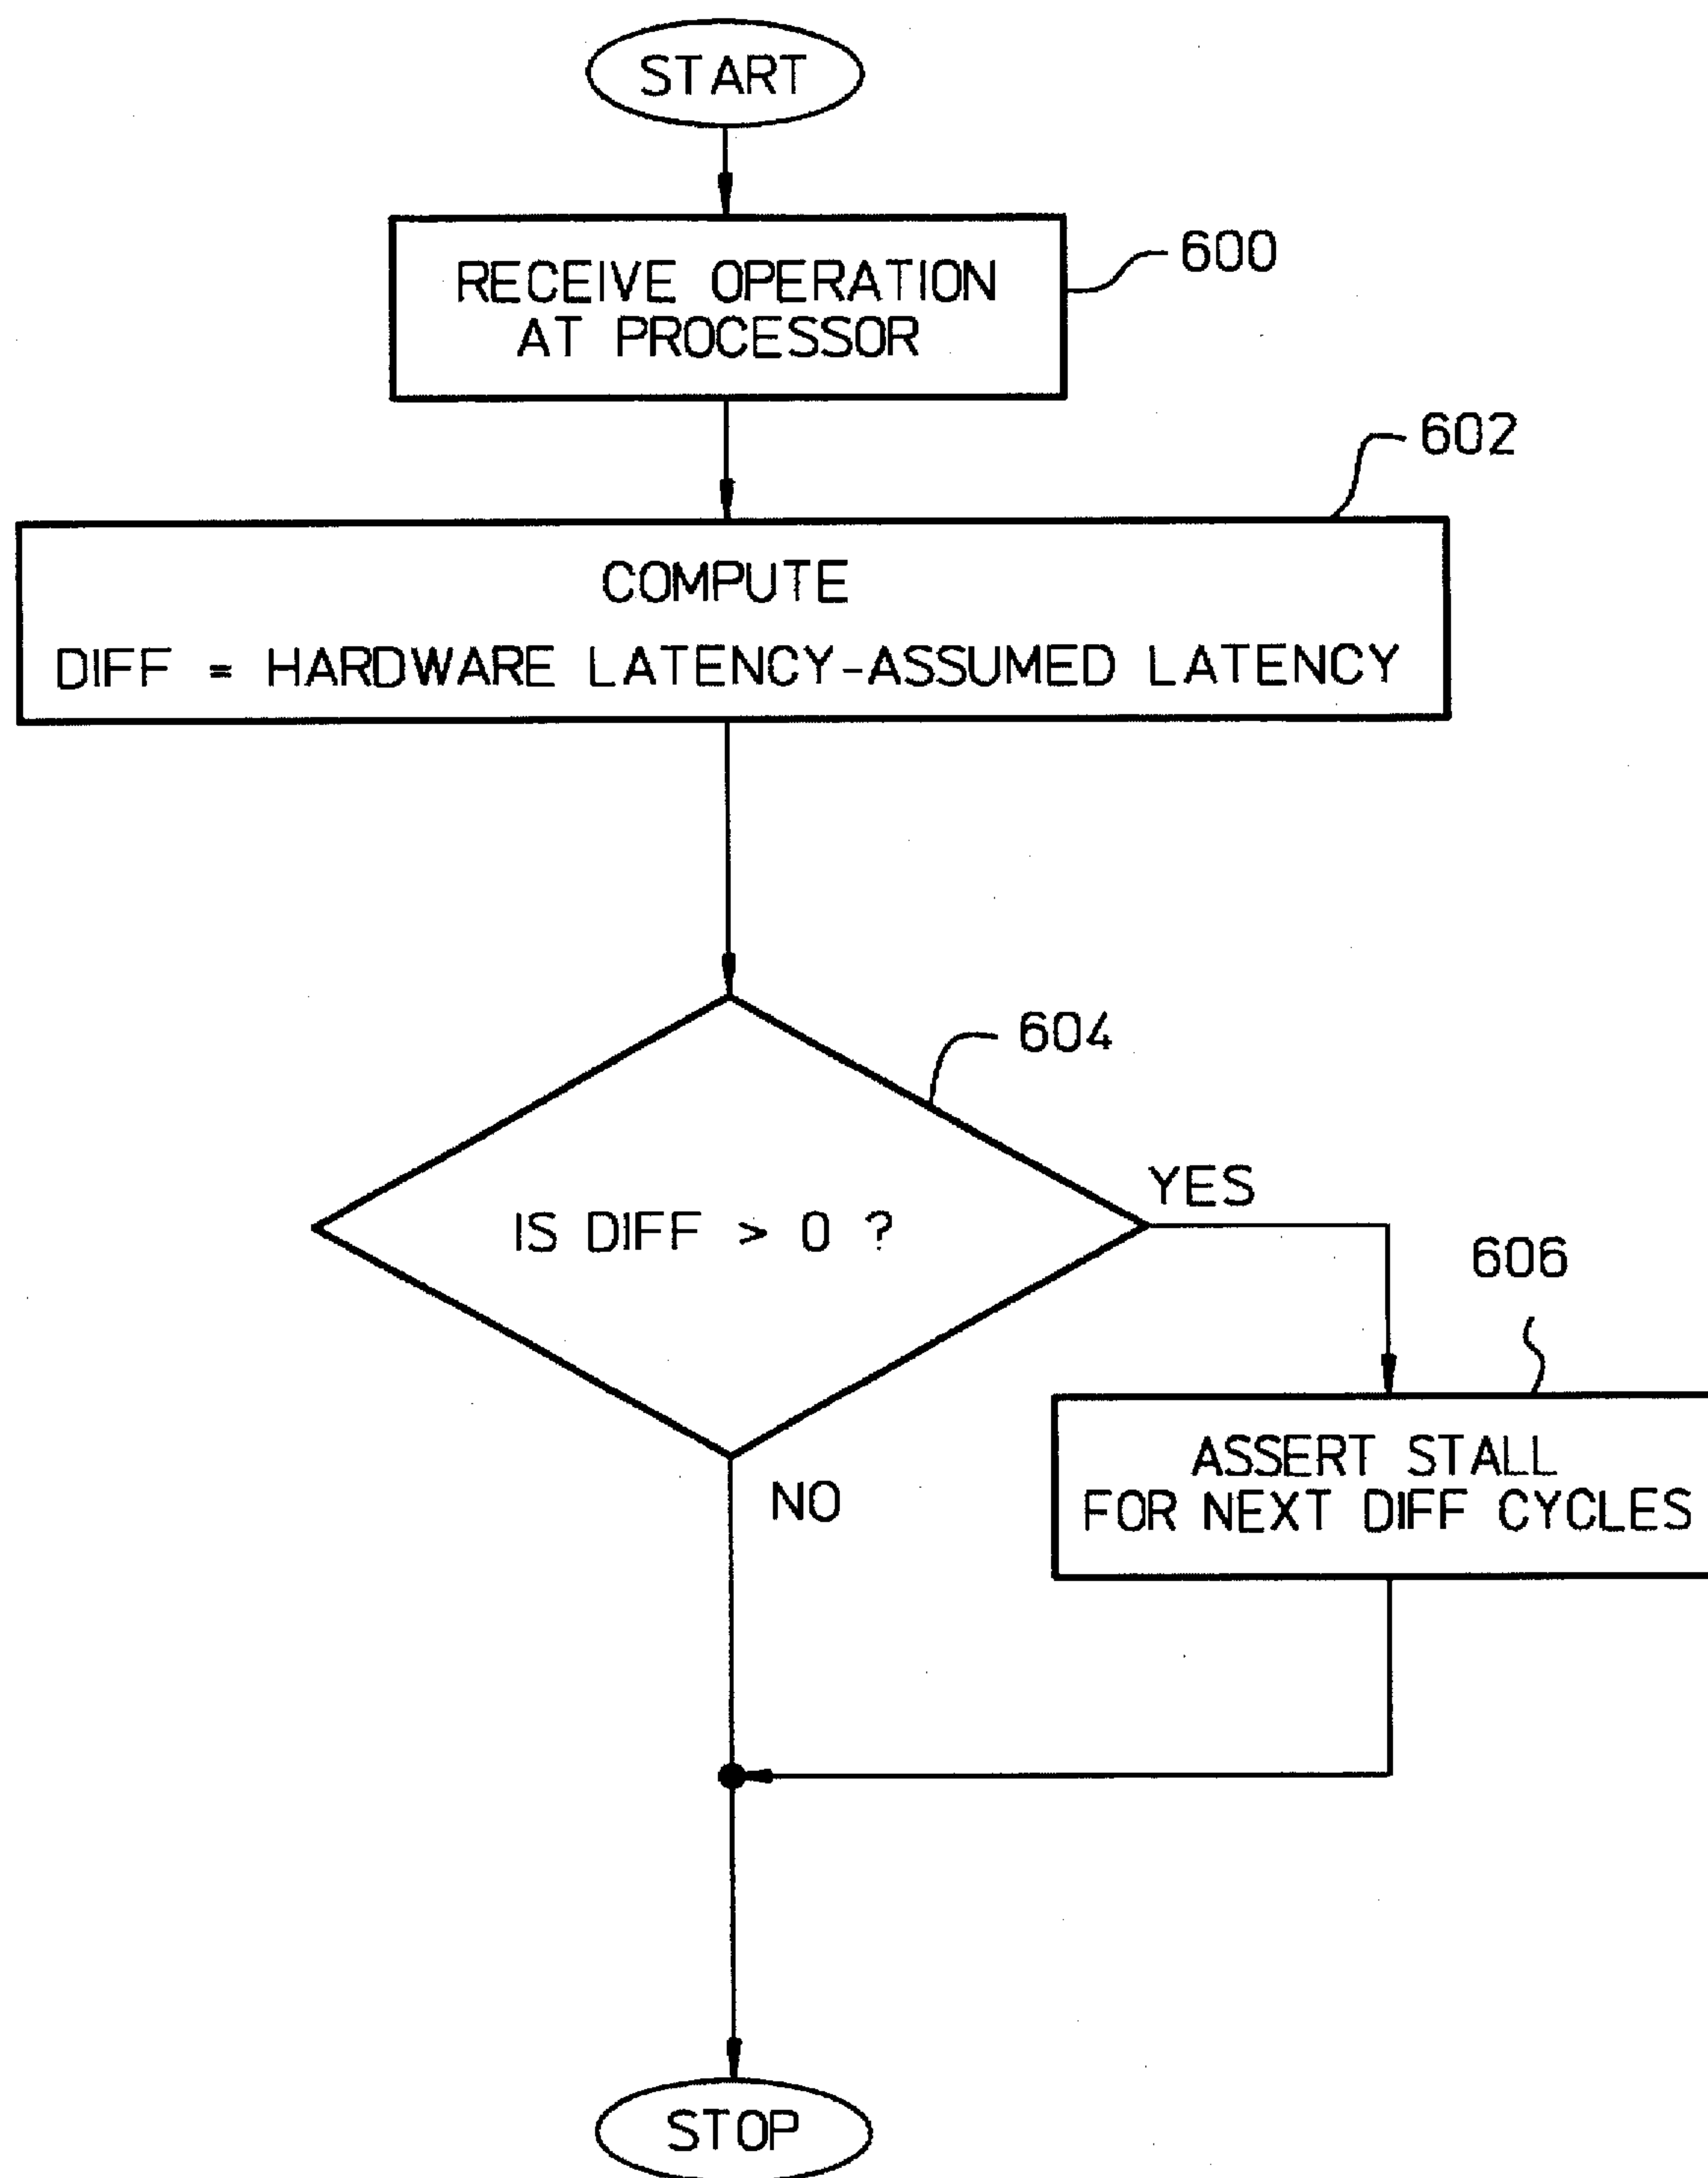 START
RECEIVE OPERATION
AT PROCESSOR
600
602
COMPUTE
DIFF = HARDWARE LATENCY-ASSUMED LATENCY
604
IS DIFF > 0 ?
YES
606
NO
ASSERT STALL
FOR NEXT DIFF CYCLES
STOP